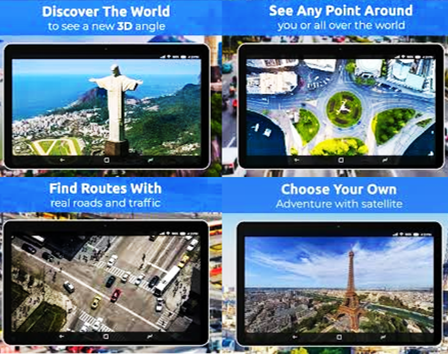 Discover The World
to see a new 3D angle
See Any Point Around
you or all over the world
Find Routes With
real roads and traffic
Choose Your Own
Adventure with satellite